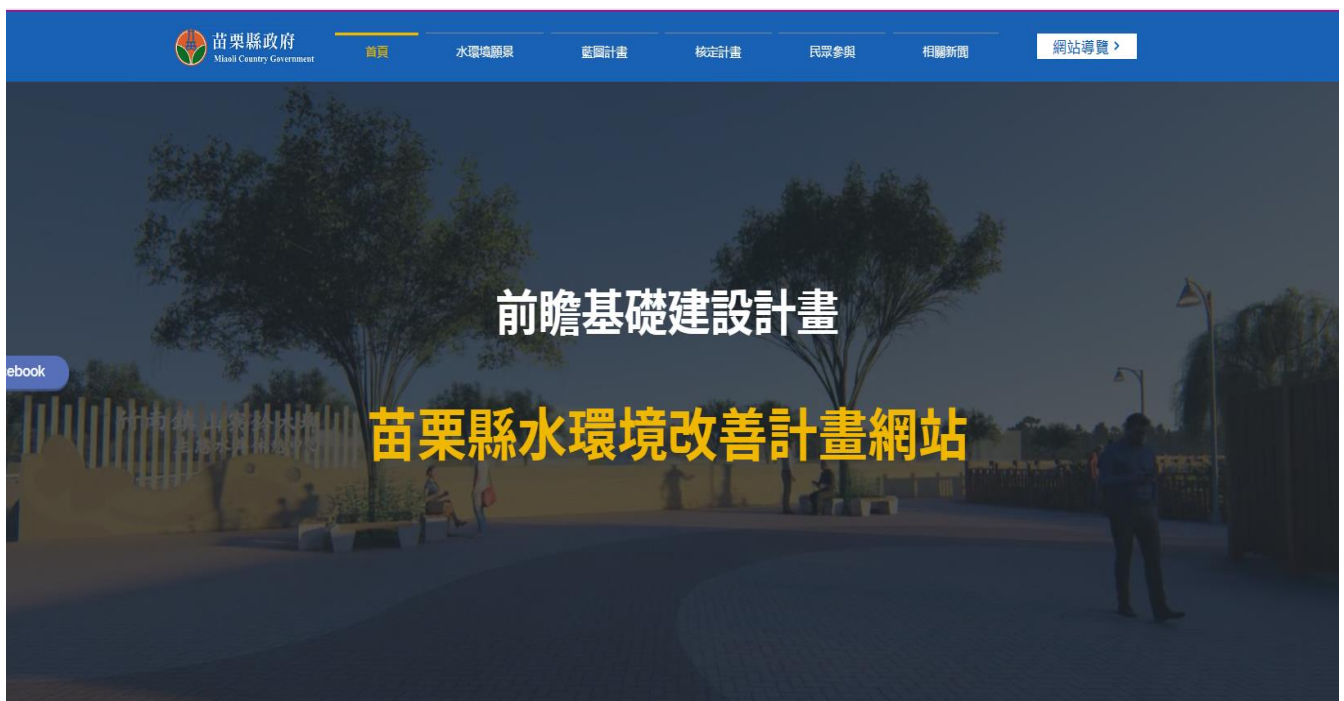 苗栗縣政府
Miaoli Country Government
首頁
水環境願景
藍圖計畫
核定計畫
民眾參與
相關新聞
網站導覽 >
前瞻基礎建設計畫
ebook
苗栗縣水環境改善計畫網站